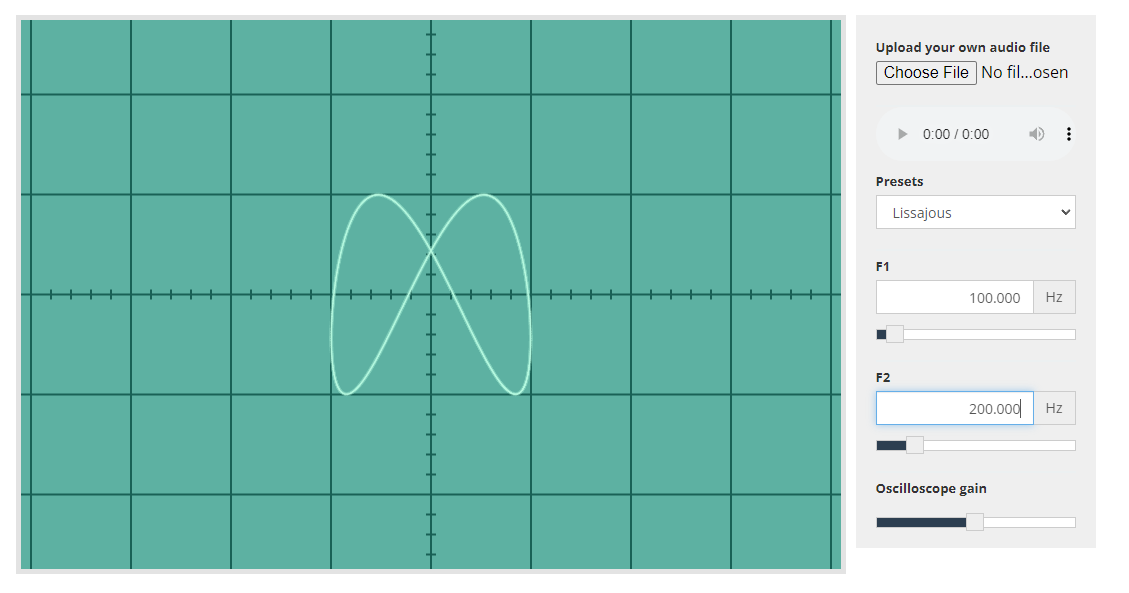 Upload your own audio file
Choose File No fil...osen
0:00 / 0:00
Presets
Lissajous
F1
100.000 Hz
F2
200.000 Hz
Oscilloscope gain